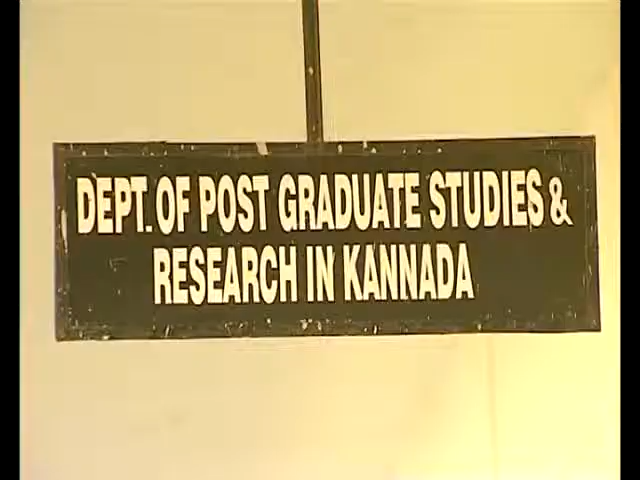 DEPT. OF POST GRADUATE STUDIES &
RESEARCH IN KANNADA